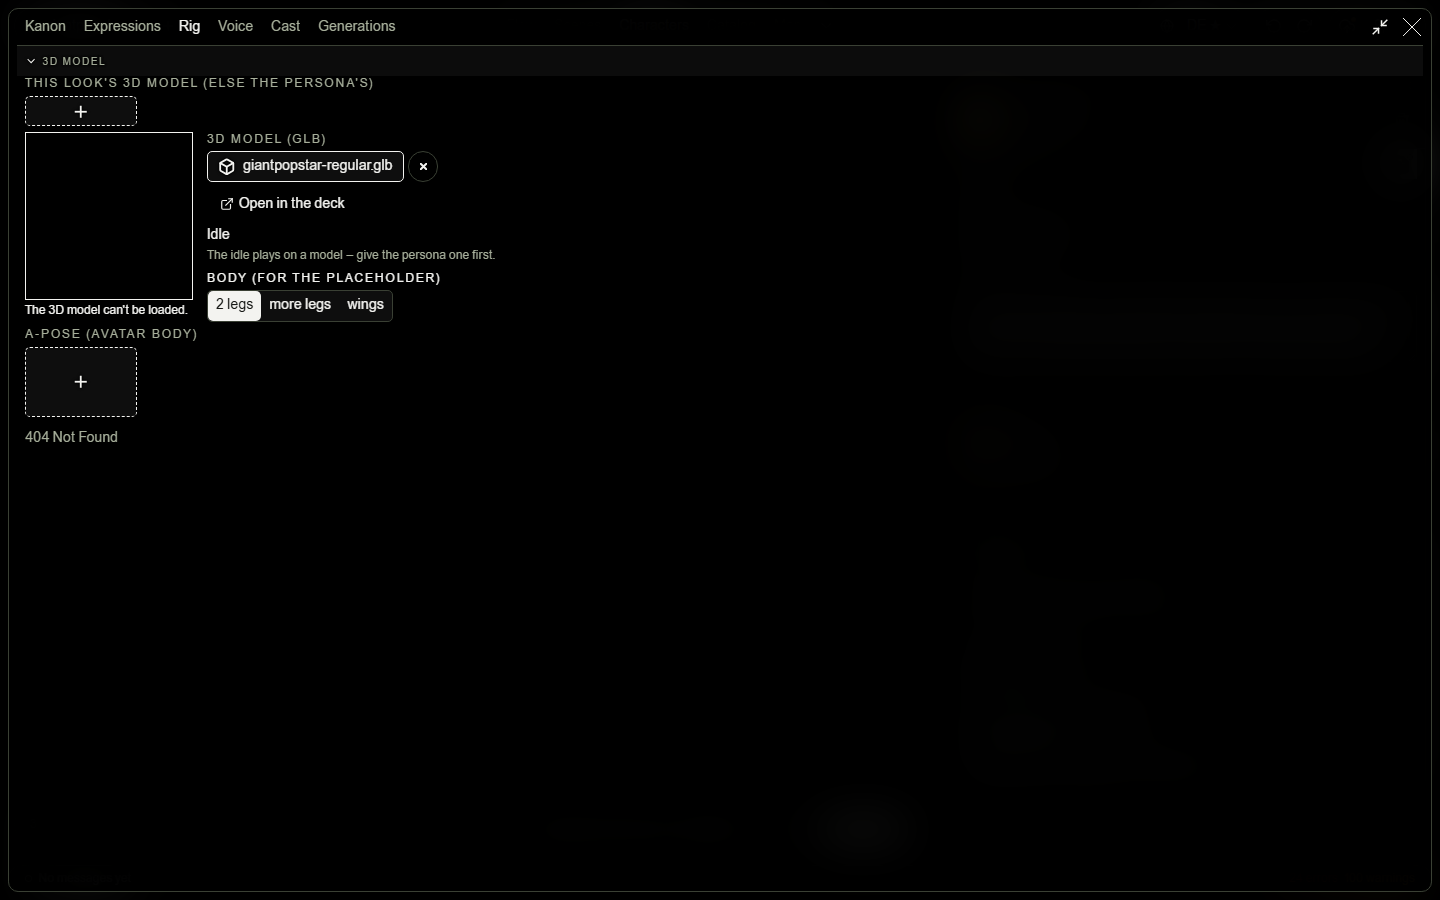 Kanon Expressions Rig Voice Cast Generations
3D MODEL
THIS LOOK'S 3D MODEL (ELSE THE PERSONA'S)
+
3D MODEL (GLB)
giantpopstar-regular.glb
Open in the deck
Idle
The idle plays on a model – give the persona one first.
BODY (FOR THE PLACEHOLDER)
2 legs more legs wings
The 3D model can't be loaded.
A-POSE (AVATAR BODY)
+
404 Not Found